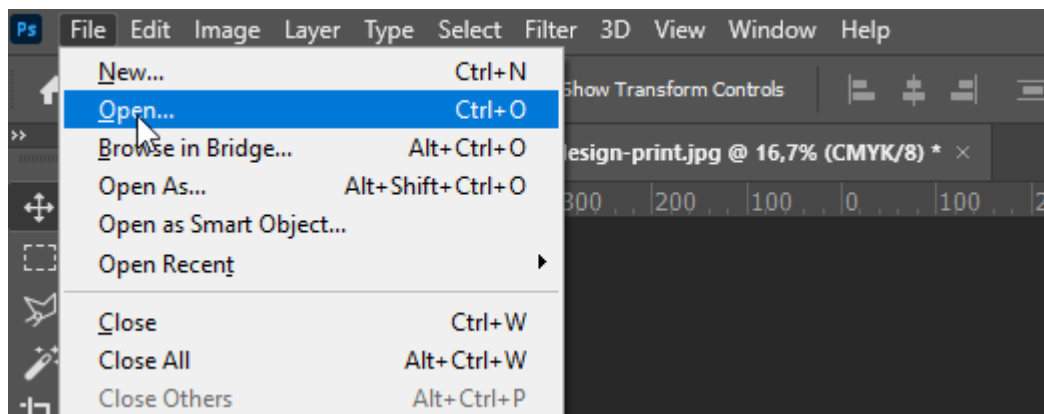 Ps File Edit Image Layer Type Select Filter 3D View Window Help
New... Ctrl+N
Show Transform Controls
Open... Ctrl+O
Browse in Bridge... Alt+Ctrl+O
design-print.jpg @ 16,7% (CMYK/8) * ×
Open As... Alt+Shift+Ctrl+O
300 200 100 0 100 2
Open as Smart Object...
Open Recent
Close Ctrl+W
Close All Alt+Ctrl+W
Close Others Alt+Ctrl+P